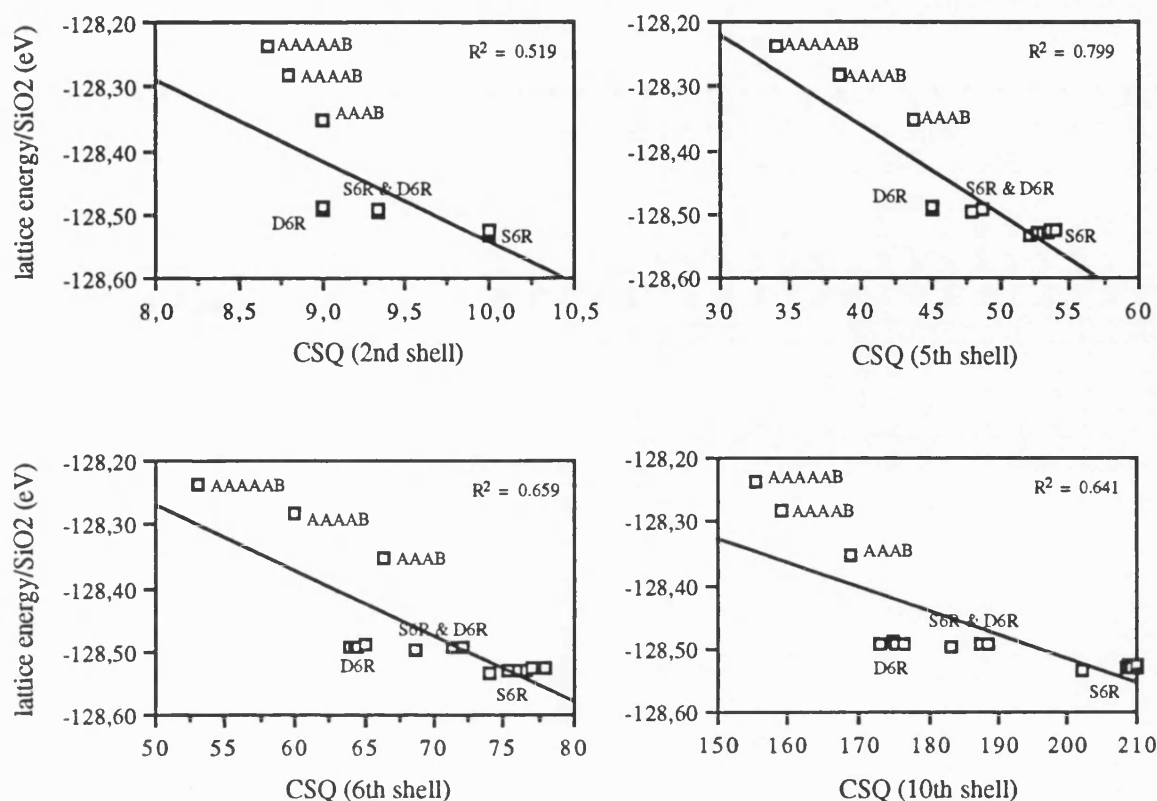 lattice energy/SiO2 (eV)
-128,20
-128,30
-128,40
-128,50
-128,60
AAAAAB
AAAAB
AAAB
R² = 0.519
S6R & D6R
D6R
S6R
8,0 8,5 9,0 9,5 10,0 10,5
CSQ (2nd shell)
-128,20
-128,30
-128,40
-128,50
-128,60
AAAAAB
AAAAB
AAAB
R² = 0.799
S6R & D6R
D6R
S6R
30 35 40 45 50 55 60
CSQ (5th shell)
lattice energy/SiO2 (eV)
-128,20
-128,30
-128,40
-128,50
-128,60
AAAAAB
AAAAB
AAAB
R² = 0.659
S6R & D6R
D6R
S6R
50 55 60 65 70 75 80
CSQ (6th shell)
-128,20
-128,30
-128,40
-128,50
-128,60
AAAAAB
AAAAB
AAAB
R² = 0.641
S6R & D6R
D6R
S6R
150 160 170 180 190 200 210
CSQ (10th shell)